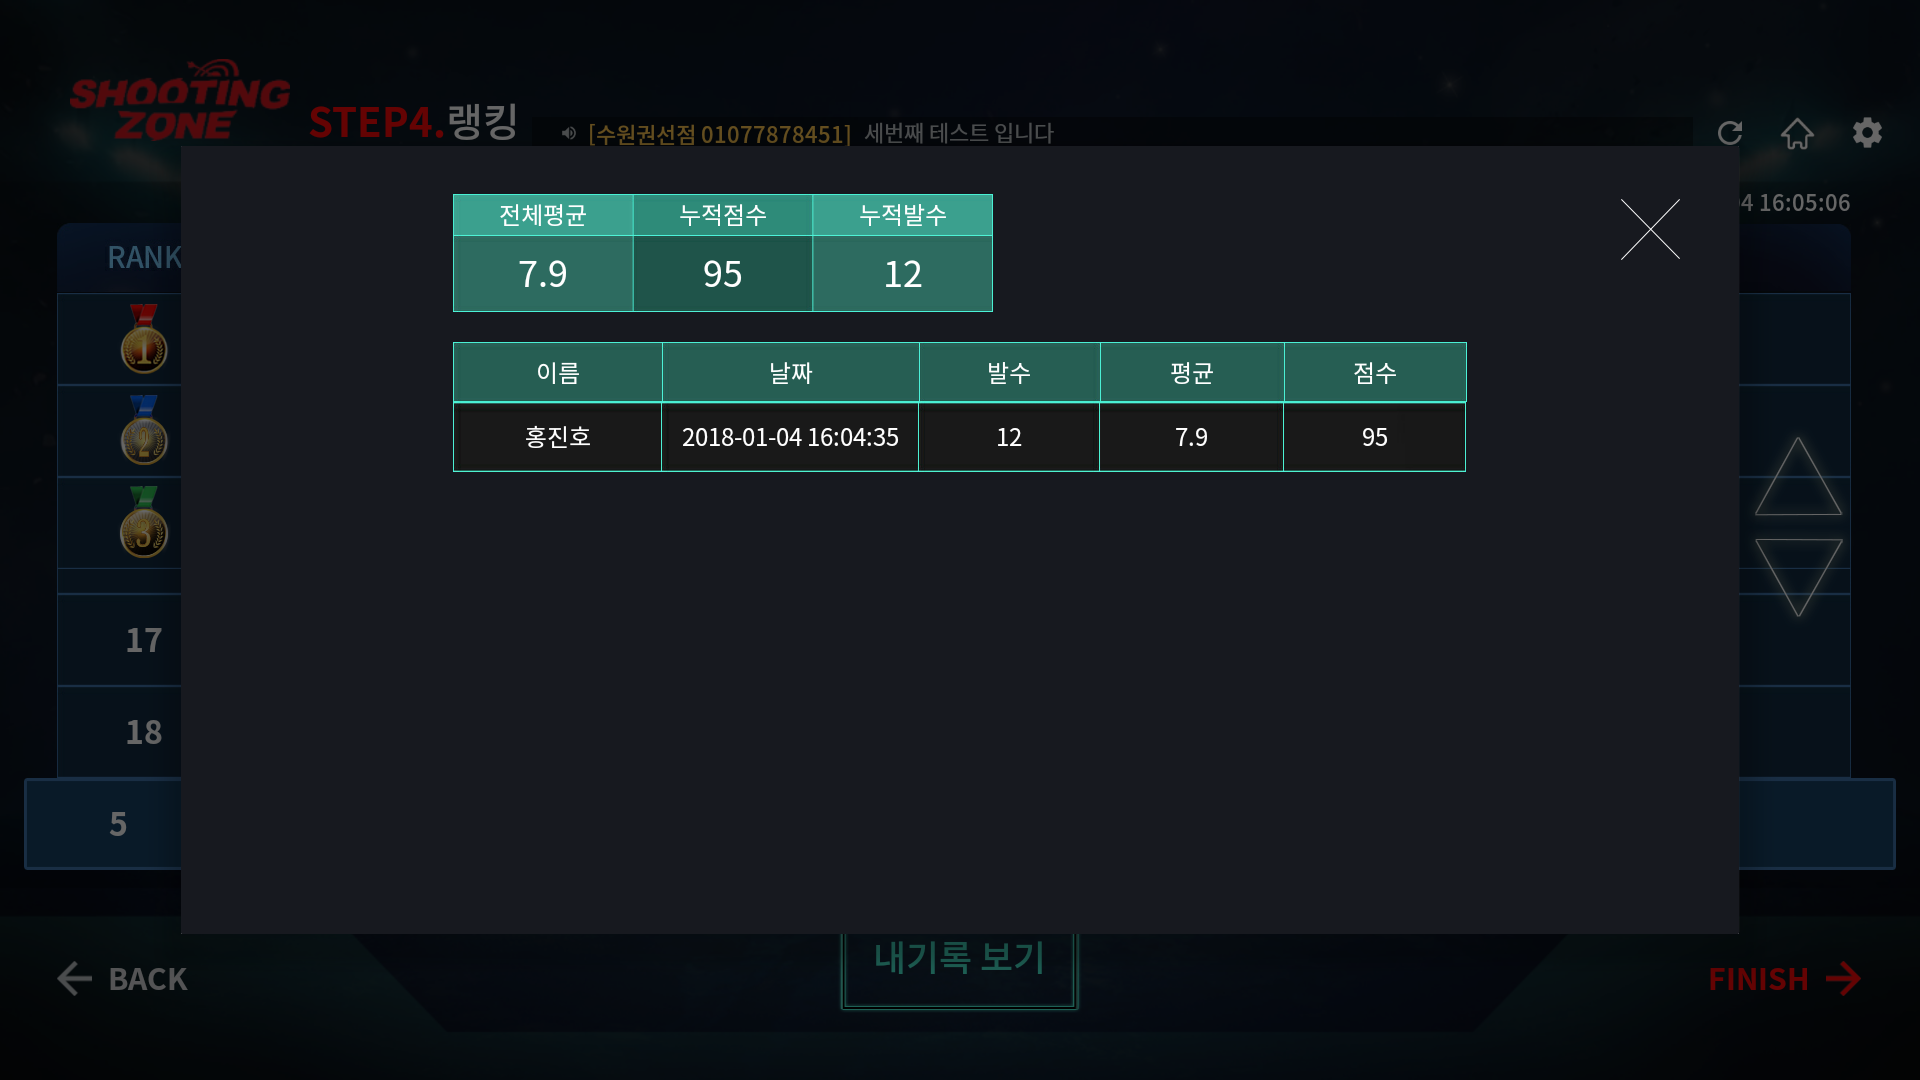 SHOOTING
ZONE
STEP4.랭킹
[수원권선점 01077878451] 세번째 테스트 입니다
4 16:05:06
RANK
1
2
3
17
18
5
전체평균 누적점수 누적발수
7.9 95 12
이름 날짜 발수 평균 점수
홍진호 2018-01-04 16:04:35 12 7.9 95
내기록 보기
BACK
FINISH